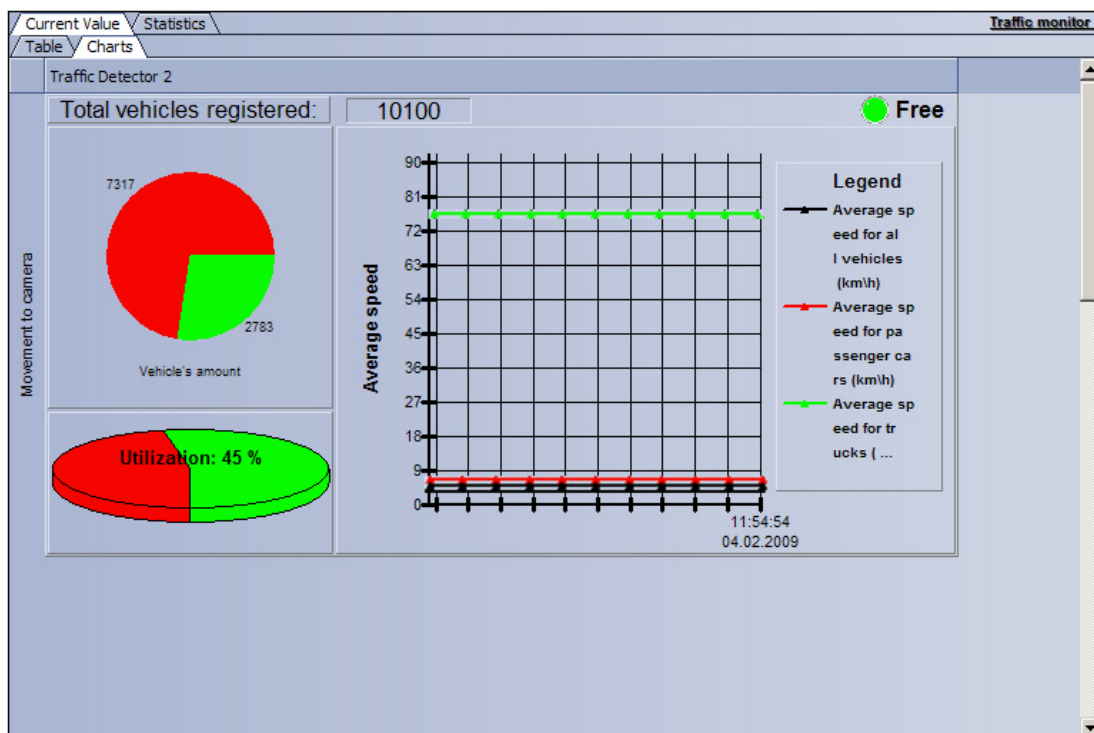 Current Value
Statistics
Traffic monitor
Table
Charts
Traffic Detector 2
Movement to camera
Total vehicles registered:
10100
Free
7317
2783
Vehicle's amount
Utilization: 45 %
Average speed
90
81
72
63
54
45
36
27
18
9
0
11:54:54
04.02.2009
Legend
Average sp
eed for al
l vehicles
(km\h)
Average sp
eed for pa
ssenger ca
rs (km\h)
Average sp
eed for tr
ucks ( ...